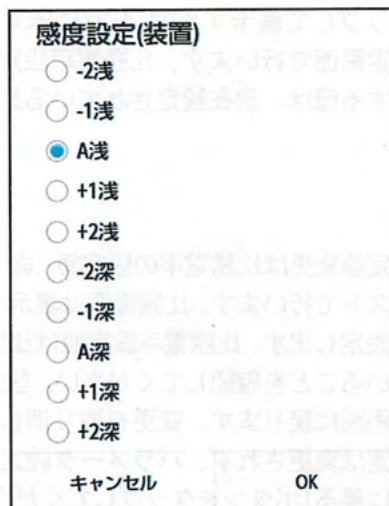 感度設定(装置)
-2浅
-1浅
A浅
+1浅
+2浅
-2深
-1深
A深
+1深
+2深
キャンセル
OK